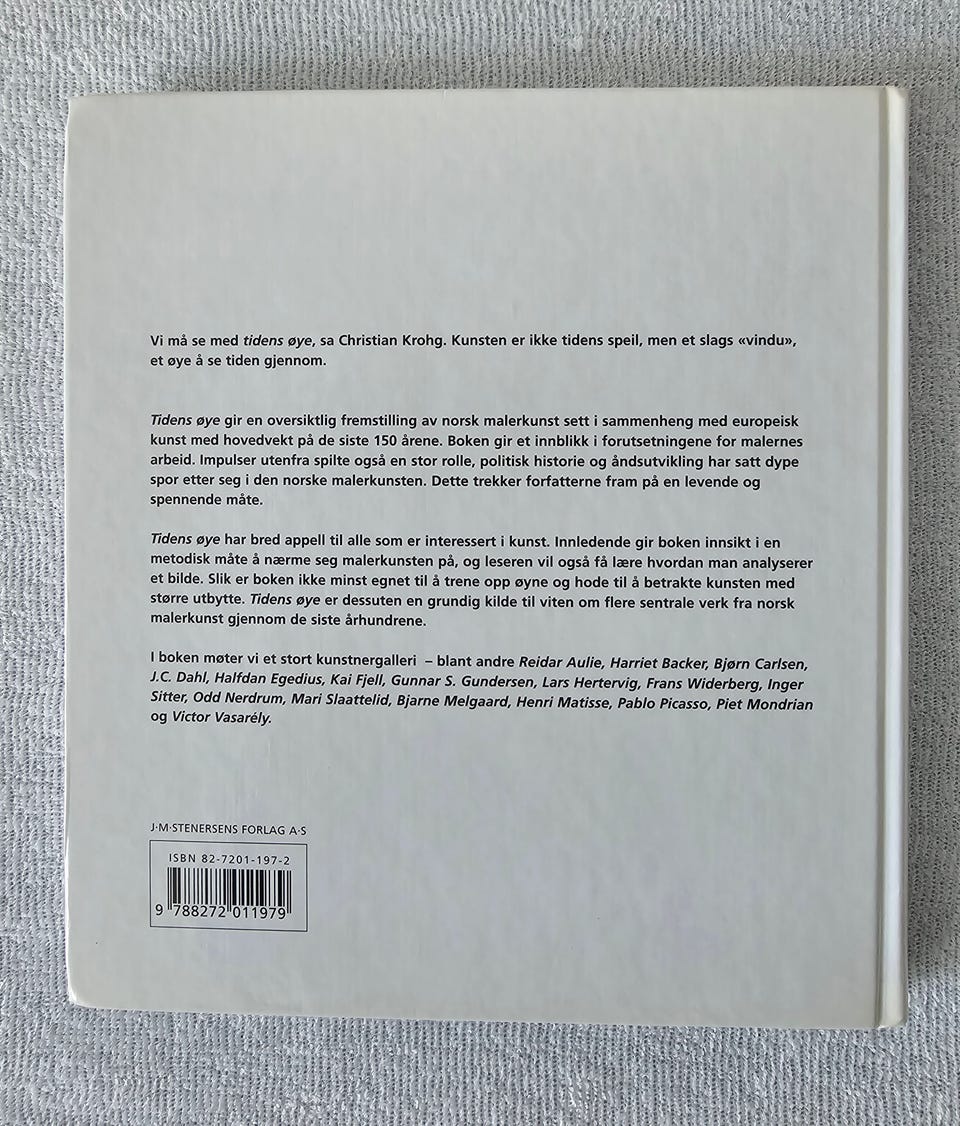 Vi må se med tidens øye, sa Christian Krohg. Kunsten er ikke tidens speil, men et slags «vindu»,
et øye å se tiden gjennom.
Tidens øye gir en oversiktlig fremstilling av norsk malerkunst sett i sammenheng med europeisk
kunst med hovedvekt på de siste 150 årene. Boken gir et innblikk i forutsetningene for malernes
arbeid. Impulser utenfra spilte også en stor rolle, politisk historie og åndsutvikling har satt dype
spor etter seg i den norske malerkunsten. Dette trekker forfatterne fram på en levende og
spennende måte.
Tidens øye har bred appell til alle som er interessert i kunst. Innledende gir boken innsikt i en
metodisk måte å nærme seg malerkunsten på, og leseren vil også få lære hvordan man analyserer
et bilde. Slik er boken ikke minst egnet til å trene opp øyne og hode til å betrakte kunsten med
større utbytte. Tidens øye er dessuten en grundig kilde til viten om flere sentrale verk fra norsk
malerkunst gjennom de siste århundrene.
I boken møter vi et stort kunstnergalleri – blant andre Reidar Aulie, Harriet Backer, Bjørn Carlsen,
J.C. Dahl, Halfdan Egedius, Kai Fjell, Gunnar S. Gundersen, Lars Hertervig, Frans Widerberg, Inger
Sitter, Odd Nerdrum, Mari Slaattelid, Bjarne Melgaard, Henri Matisse, Pablo Picasso, Piet Mondrian
og Victor Vasarély.
J·M·STENERSENS FORLAG A·S
ISBN 82-7201-197-2
9 788272 011979